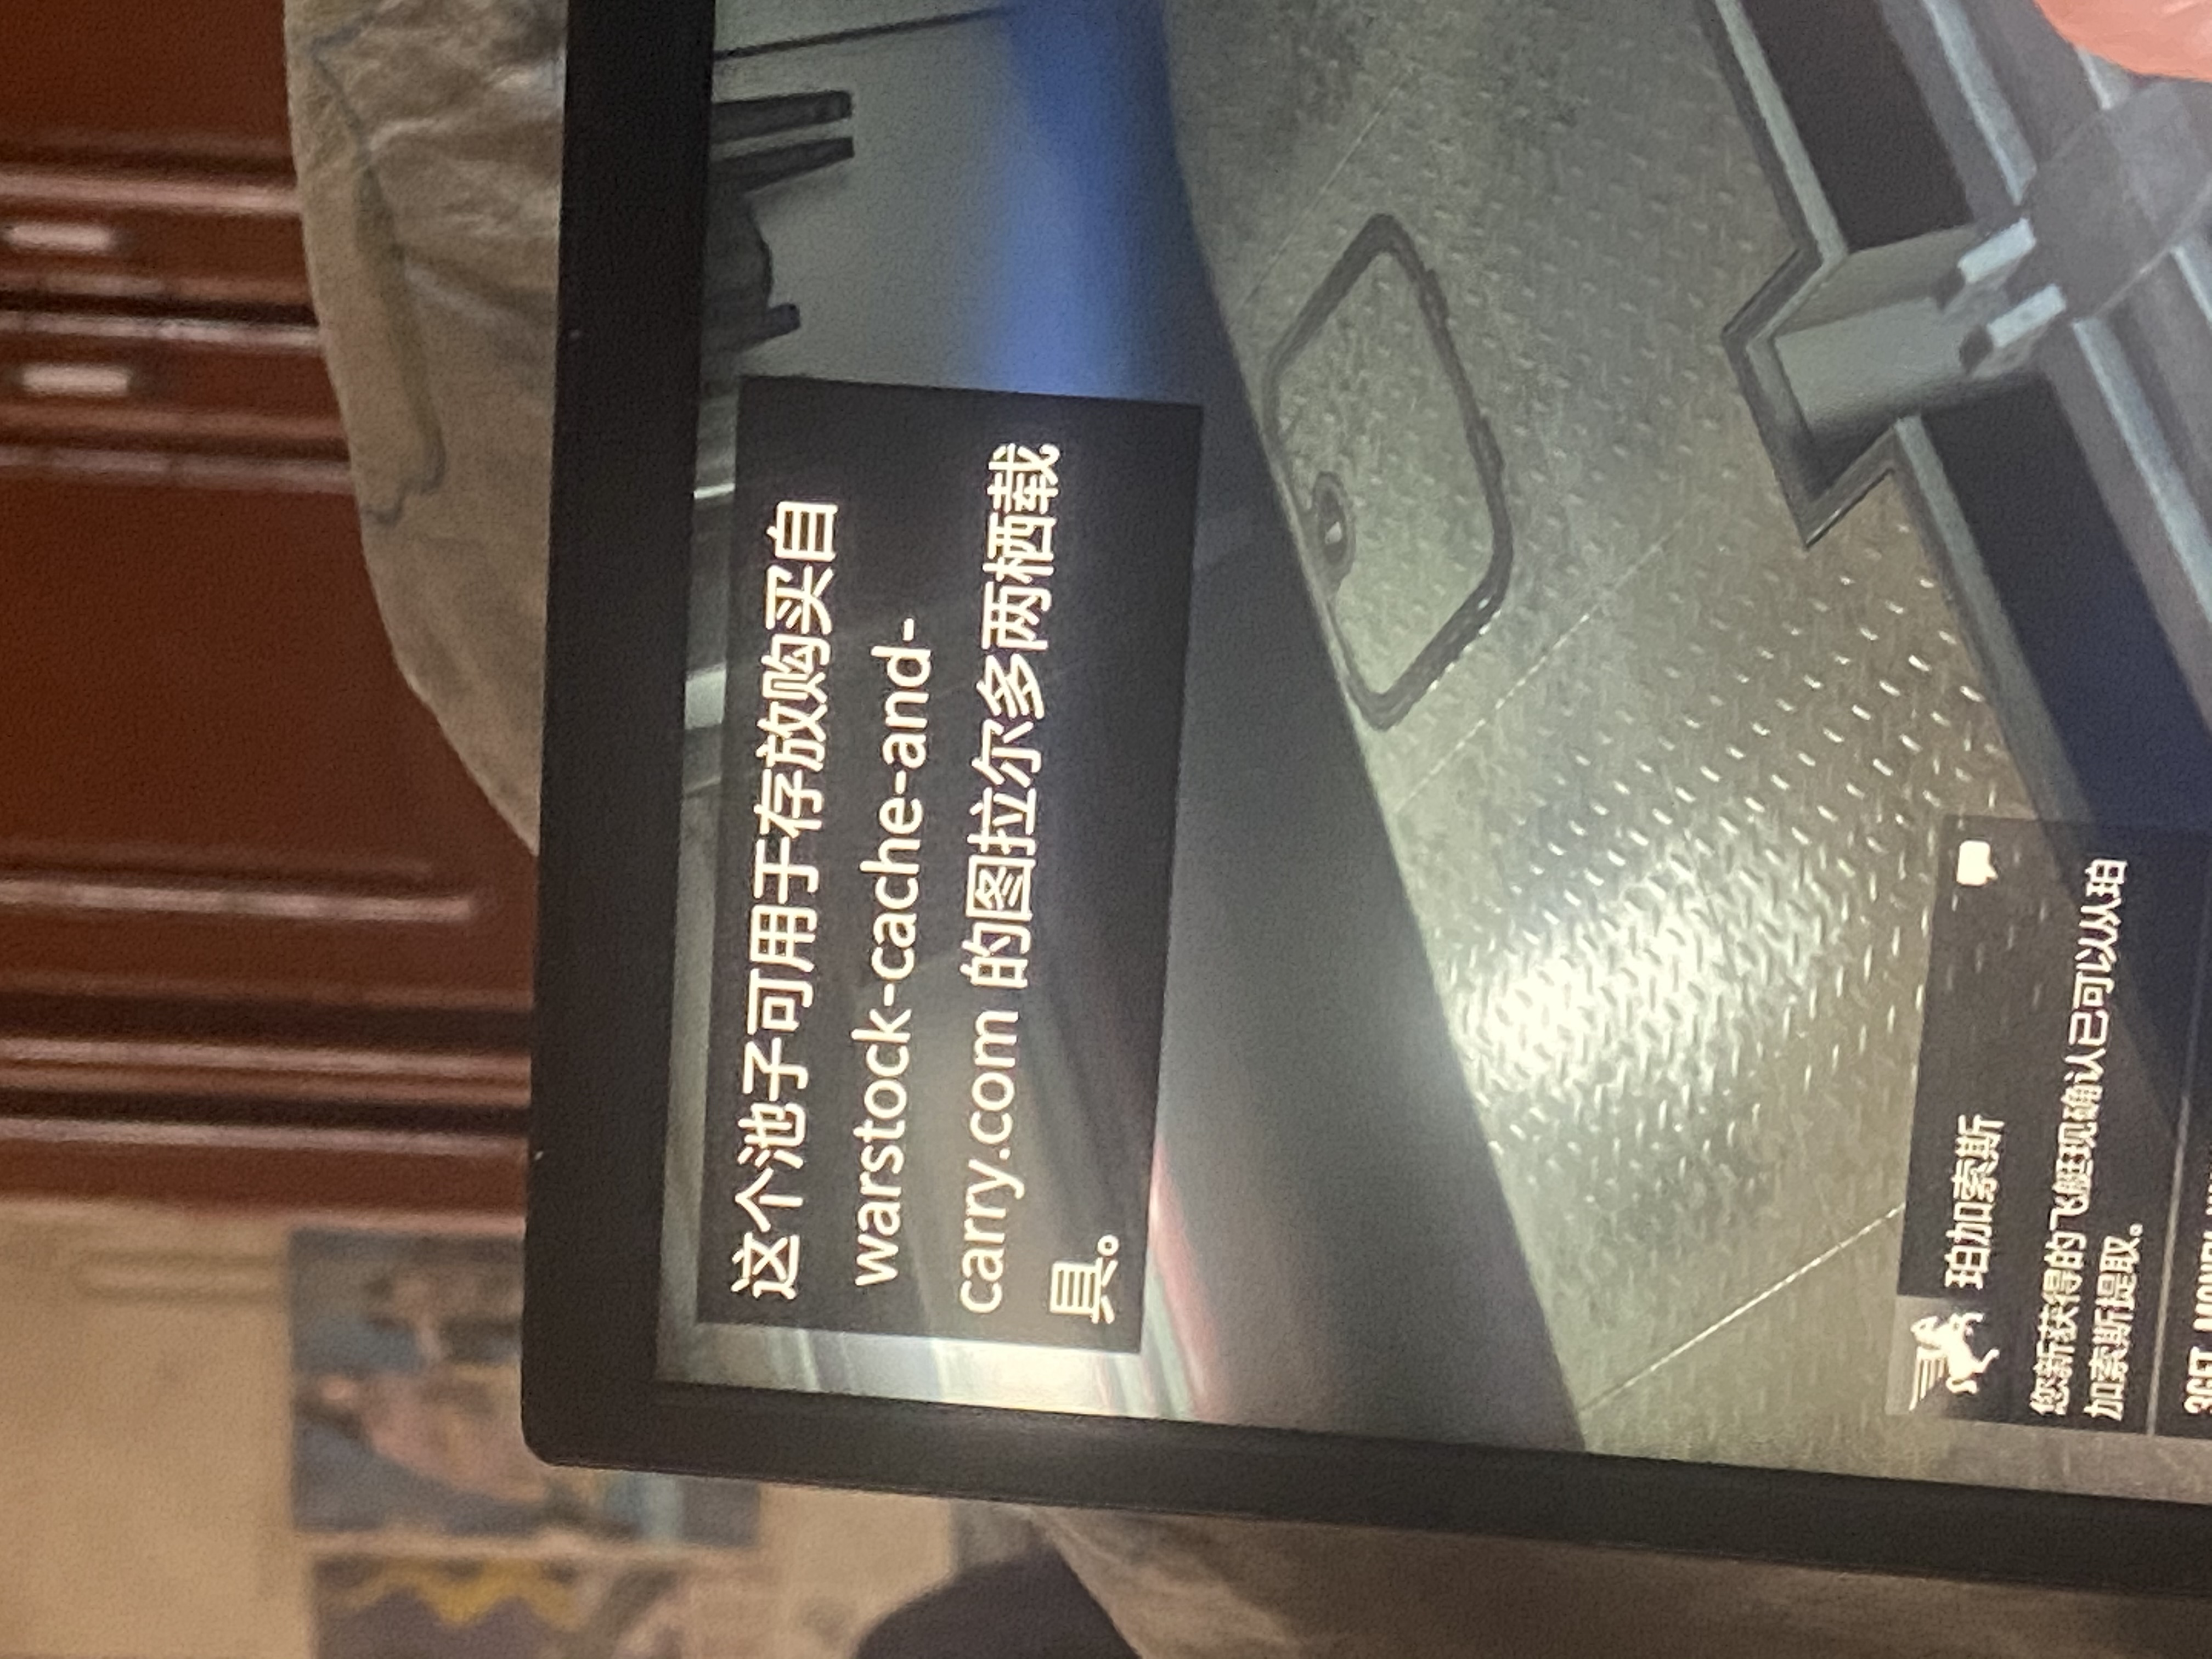 这个池子可用于存放购买自
warstock-cache-and-
carry.com 的图拉尔多两栖载
具。
珀加索斯
您新获得的飞艇现确认已可以从珀
加索斯提取。